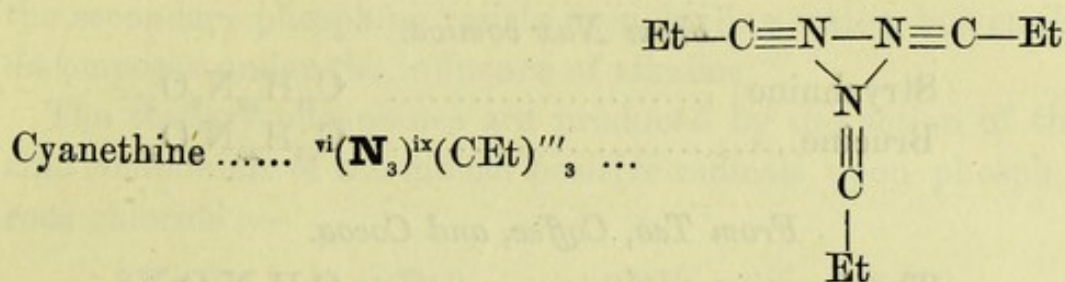 Et—C≡N—N≡C—Et
N
Cyanethine ...... ᵛⁱ(N₃)ⁱˣ(CEt)‴₃ ...
|||
C
|
Et